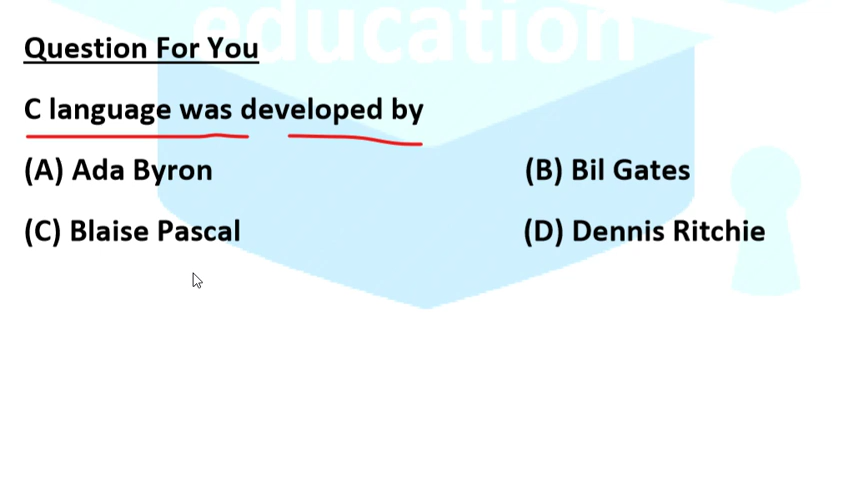 education
Question For You
C language was developed by
(A) Ada Byron (B) Bil Gates
(C) Blaise Pascal (D) Dennis Ritchie